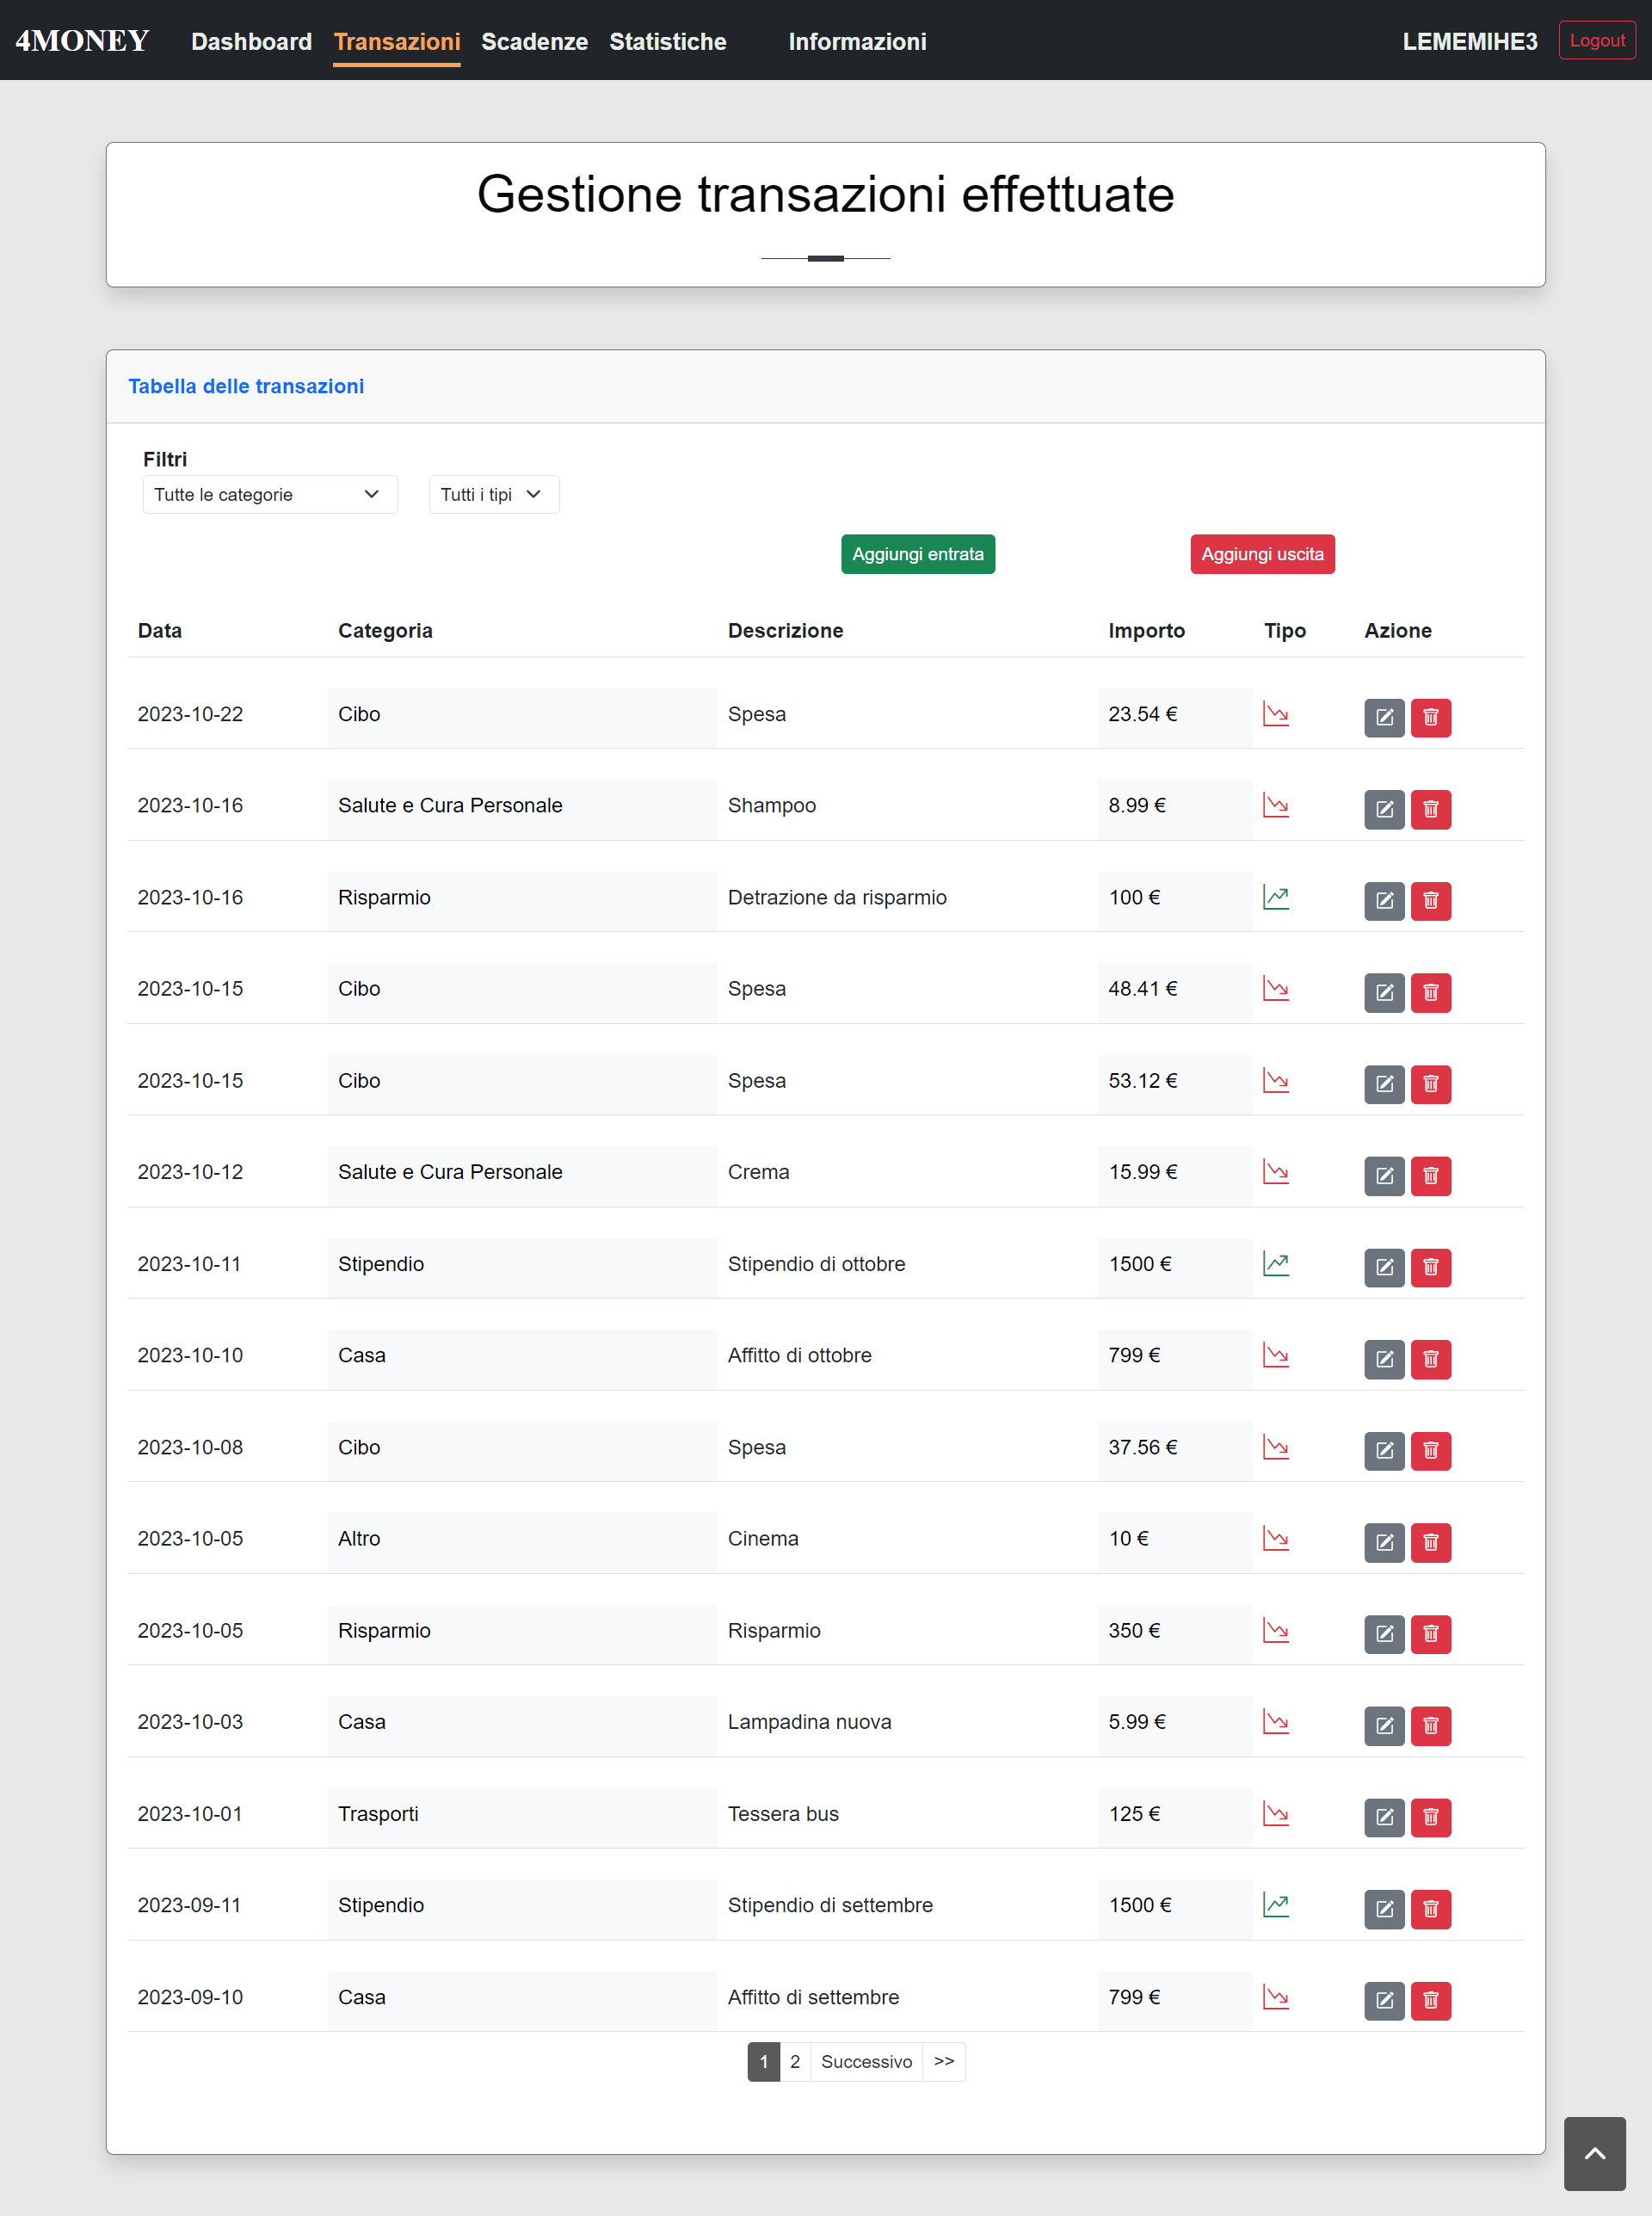 4MONEY Dashboard Transazioni Scadenze Statistiche Informazioni LEMEMIHE3 Logout
Gestione transazioni effettuate
Tabella delle transazioni
Filtri
Tutte le categorie Tutti i tipi
Aggiungi entrata Aggiungi uscita
Data Categoria Descrizione Importo Tipo Azione
2023-10-22 Cibo Spesa 23.54 €
2023-10-16 Salute e Cura Personale Shampoo 8.99 €
2023-10-16 Risparmio Detrazione da risparmio 100 €
2023-10-15 Cibo Spesa 48.41 €
2023-10-15 Cibo Spesa 53.12 €
2023-10-12 Salute e Cura Personale Crema 15.99 €
2023-10-11 Stipendio Stipendio di ottobre 1500 €
2023-10-10 Casa Affitto di ottobre 799 €
2023-10-08 Cibo Spesa 37.56 €
2023-10-05 Altro Cinema 10 €
2023-10-05 Risparmio Risparmio 350 €
2023-10-03 Casa Lampadina nuova 5.99 €
2023-10-01 Trasporti Tessera bus 125 €
2023-09-11 Stipendio Stipendio di settembre 1500 €
2023-09-10 Casa Affitto di settembre 799 €
1 2 Successivo >>